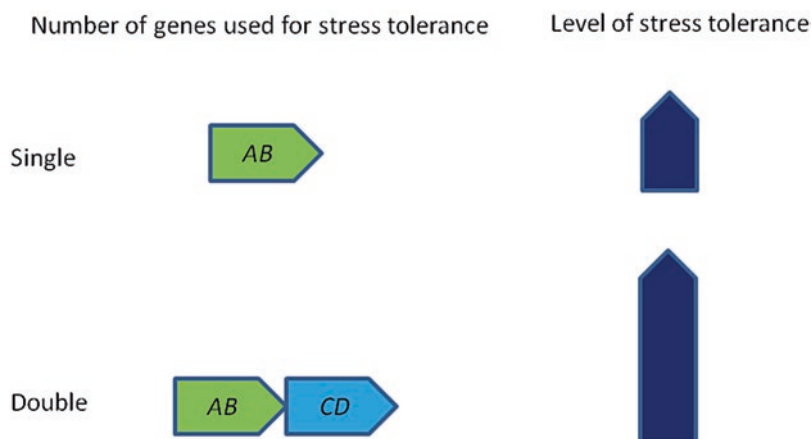 Number of genes used for stress tolerance
Level of stress tolerance
Single
AB
Double
AB
CD